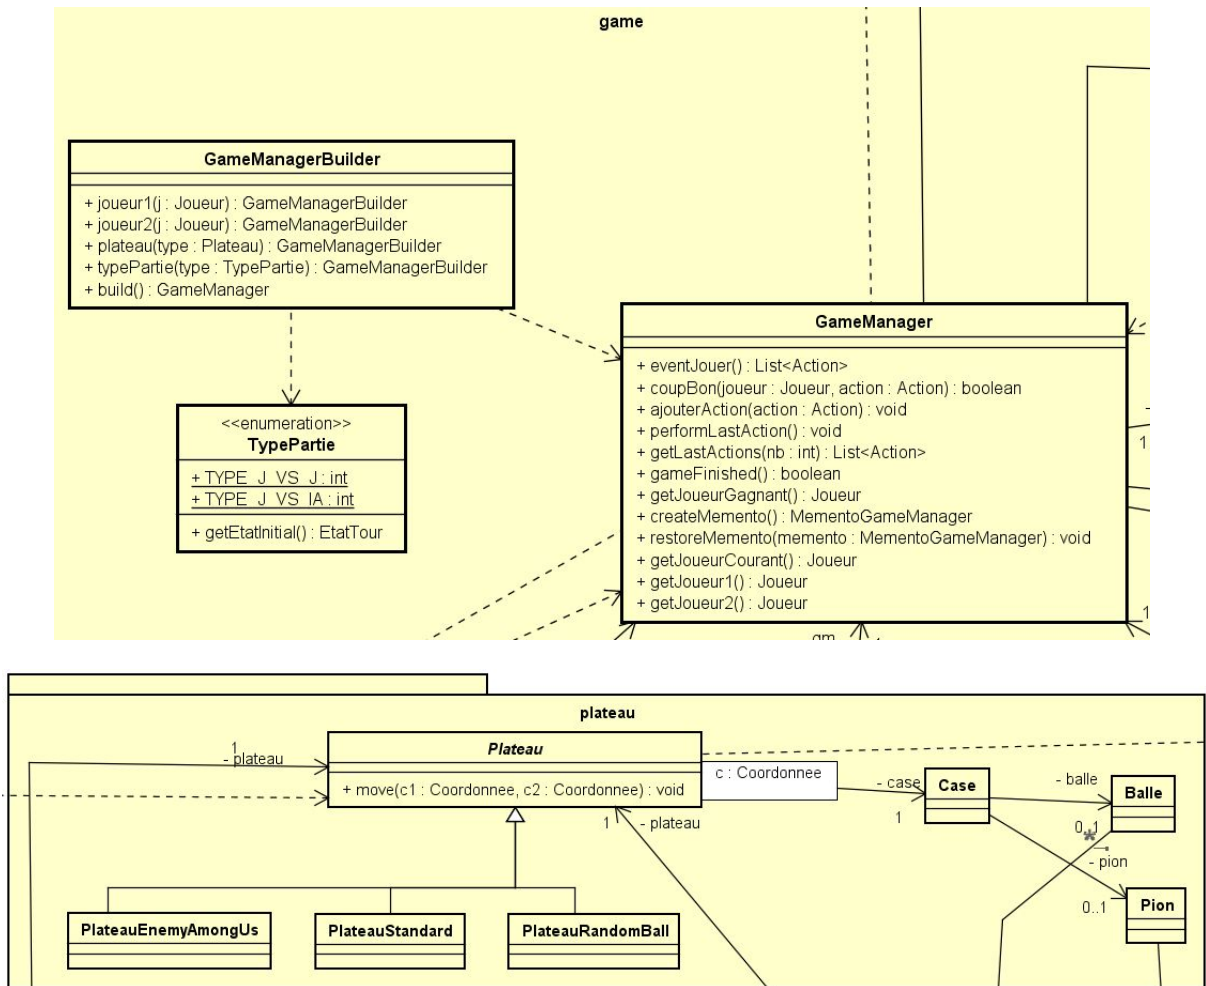 game
GameManagerBuilder
+ joueur1(j : Joueur) : GameManagerBuilder
+ joueur2(j : Joueur) : GameManagerBuilder
+ plateau(type : Plateau) : GameManagerBuilder
+ typePartie(type : TypePartie) : GameManagerBuilder
+ build() : GameManager
<<enumeration>>
TypePartie
+ TYPE_J_VS_J : int
+ TYPE_J_VS_IA : int
+ getEtatInitial() : EtatTour
GameManager
+ eventJouer() : List<Action>
+ coupBon(joueur : Joueur, action : Action) : boolean
+ ajouterAction(action : Action) : void
+ performLastAction() : void
+ getLastActions(nb : int) : List<Action>
+ gameFinished() : boolean
+ getJoueurGagnant() : Joueur
+ createMemento() : MementoGameManager
+ restoreMemento(memento : MementoGameManager) : void
+ getJoueurCourant() : Joueur
+ getJoueur1() : Joueur
+ getJoueur2() : Joueur
1
1
plateau
1
- plateau
Plateau
+ move(c1 : Coordonnee, c2 : Coordonnee) : void
c : Coordonnee
- case
1
Case
- balle
0..1
Balle
*
- pion
0..1
Pion
1
- plateau
PlateauEnemyAmongUs
PlateauStandard
PlateauRandomBall